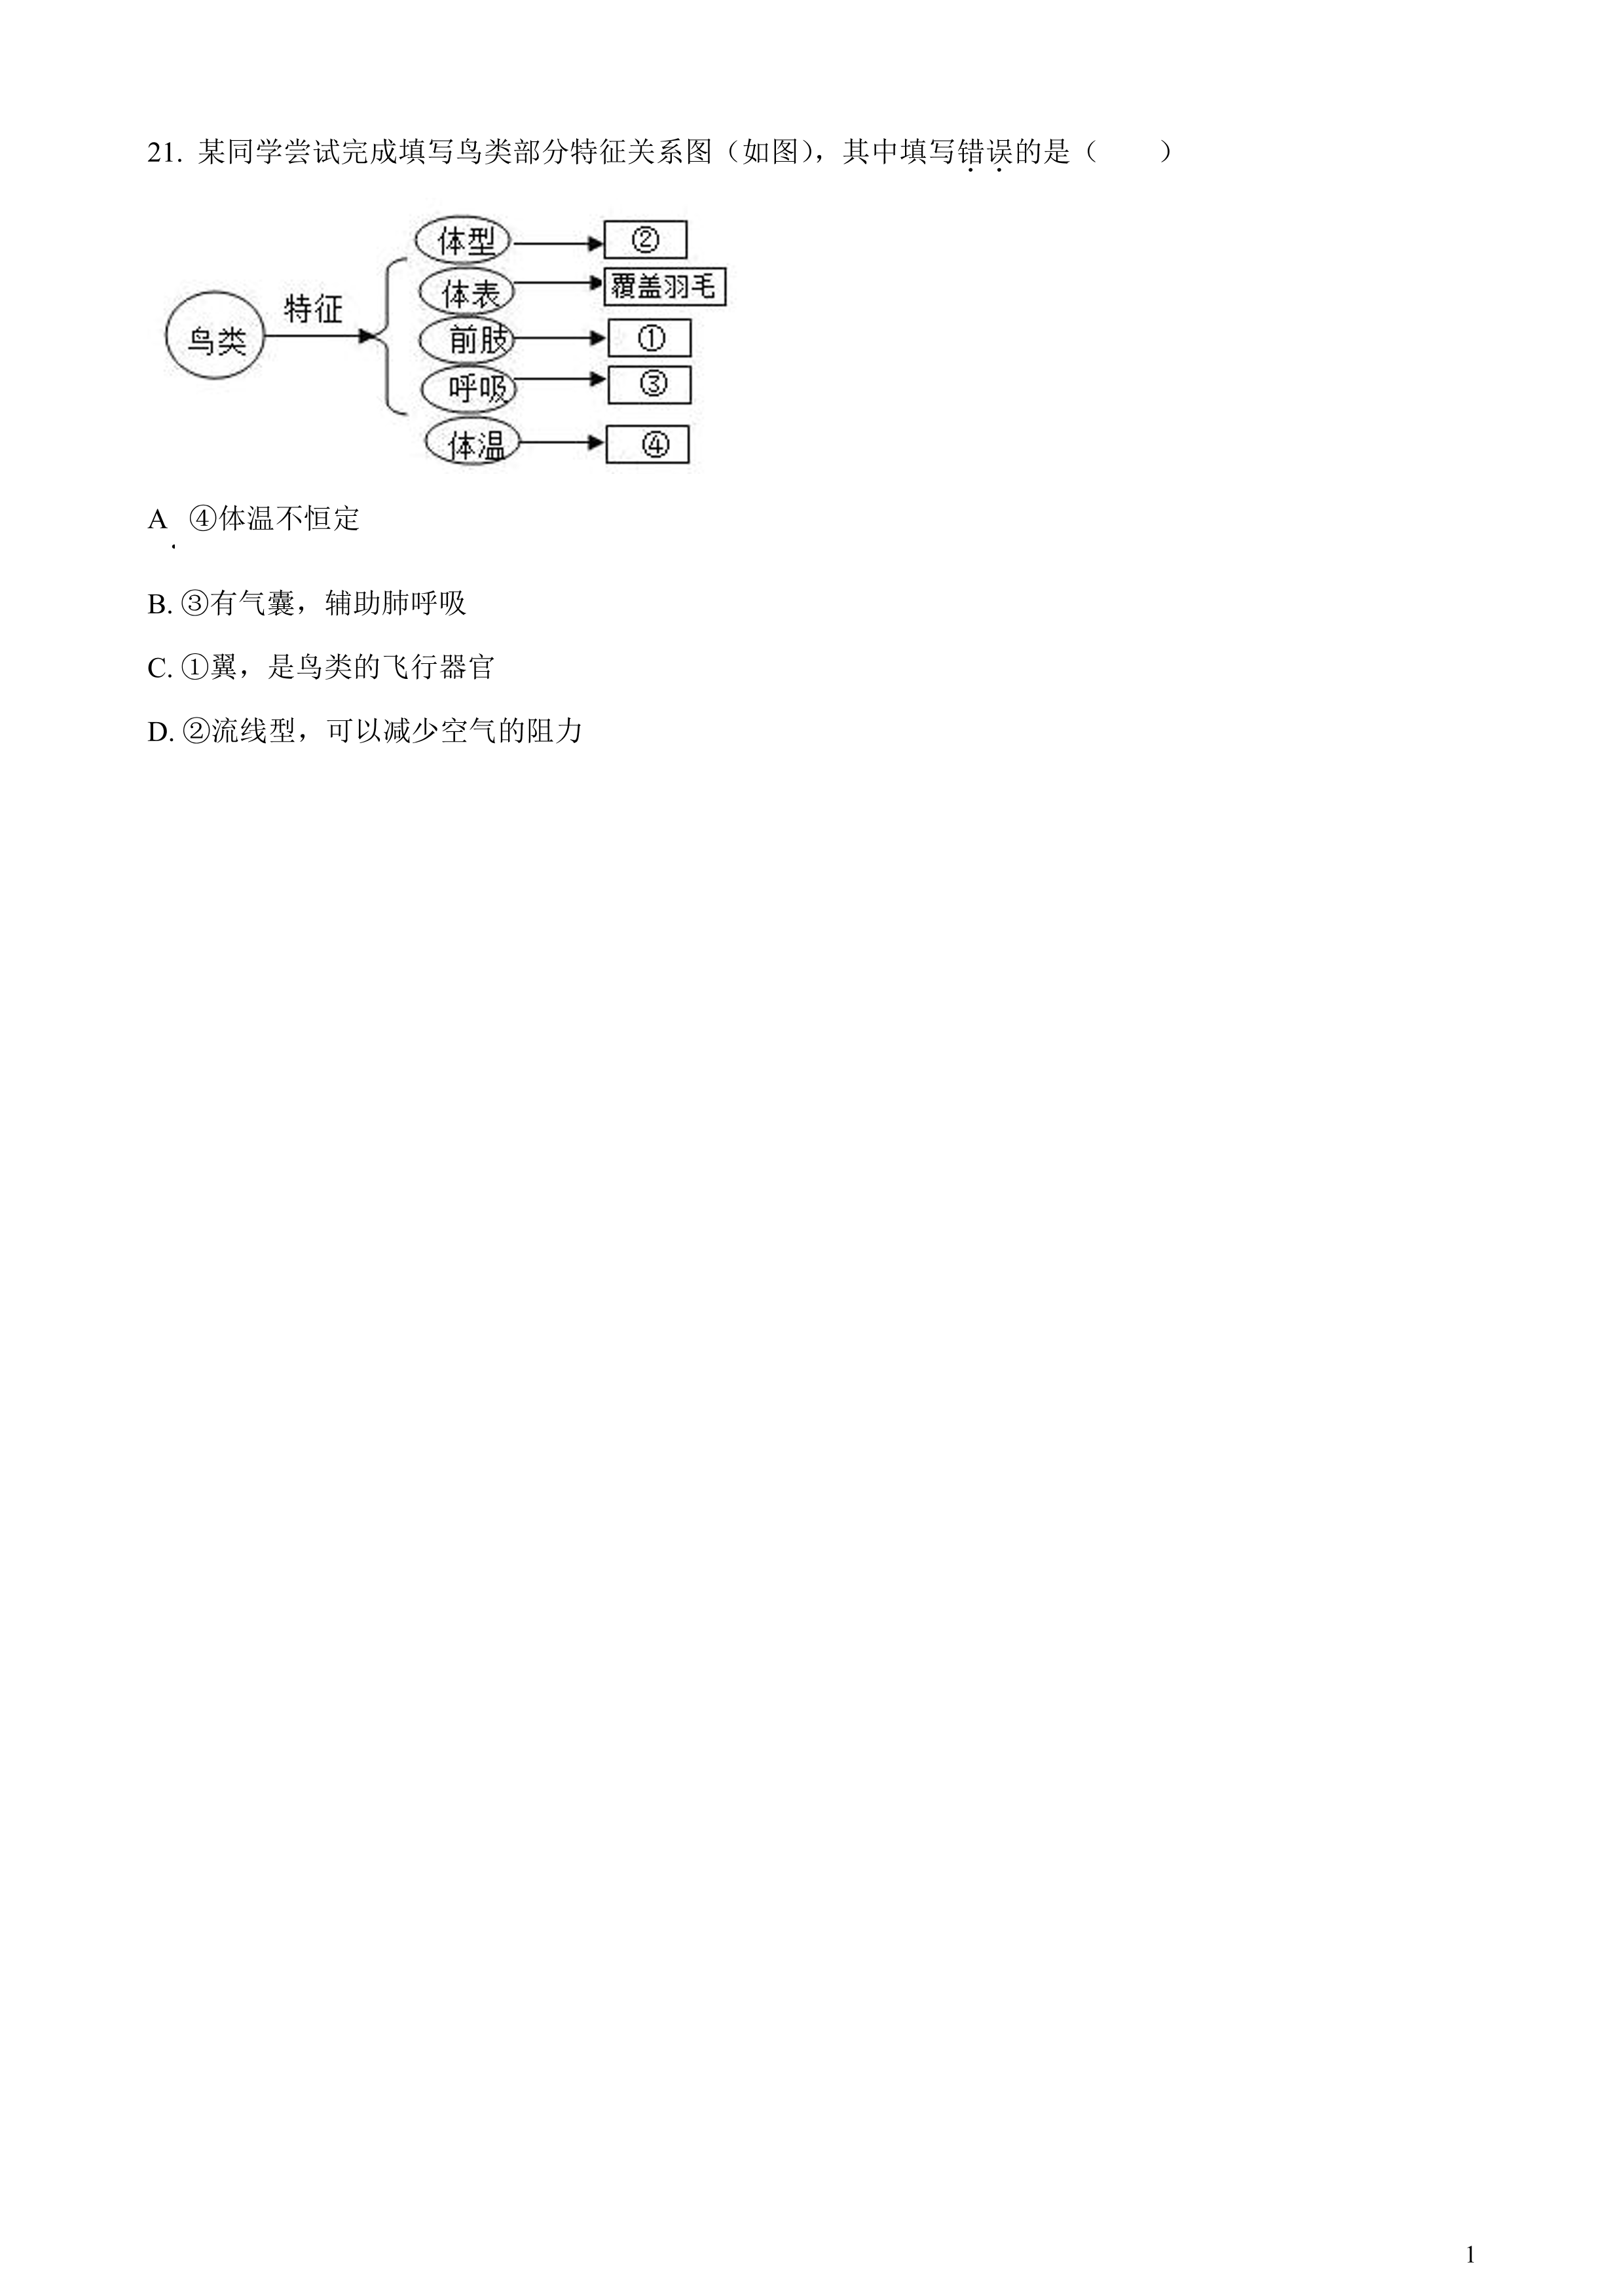 21. 某同学尝试完成填写鸟类部分特征关系图（如图），其中填写错误的是（　　）
体型 ②
体表 覆盖羽毛
鸟类 特征 前肢 ①
呼吸 ③
体温 ④
A ④体温不恒定
B. ③有气囊，辅助肺呼吸
C. ①翼，是鸟类的飞行器官
D. ②流线型，可以减少空气的阻力
1